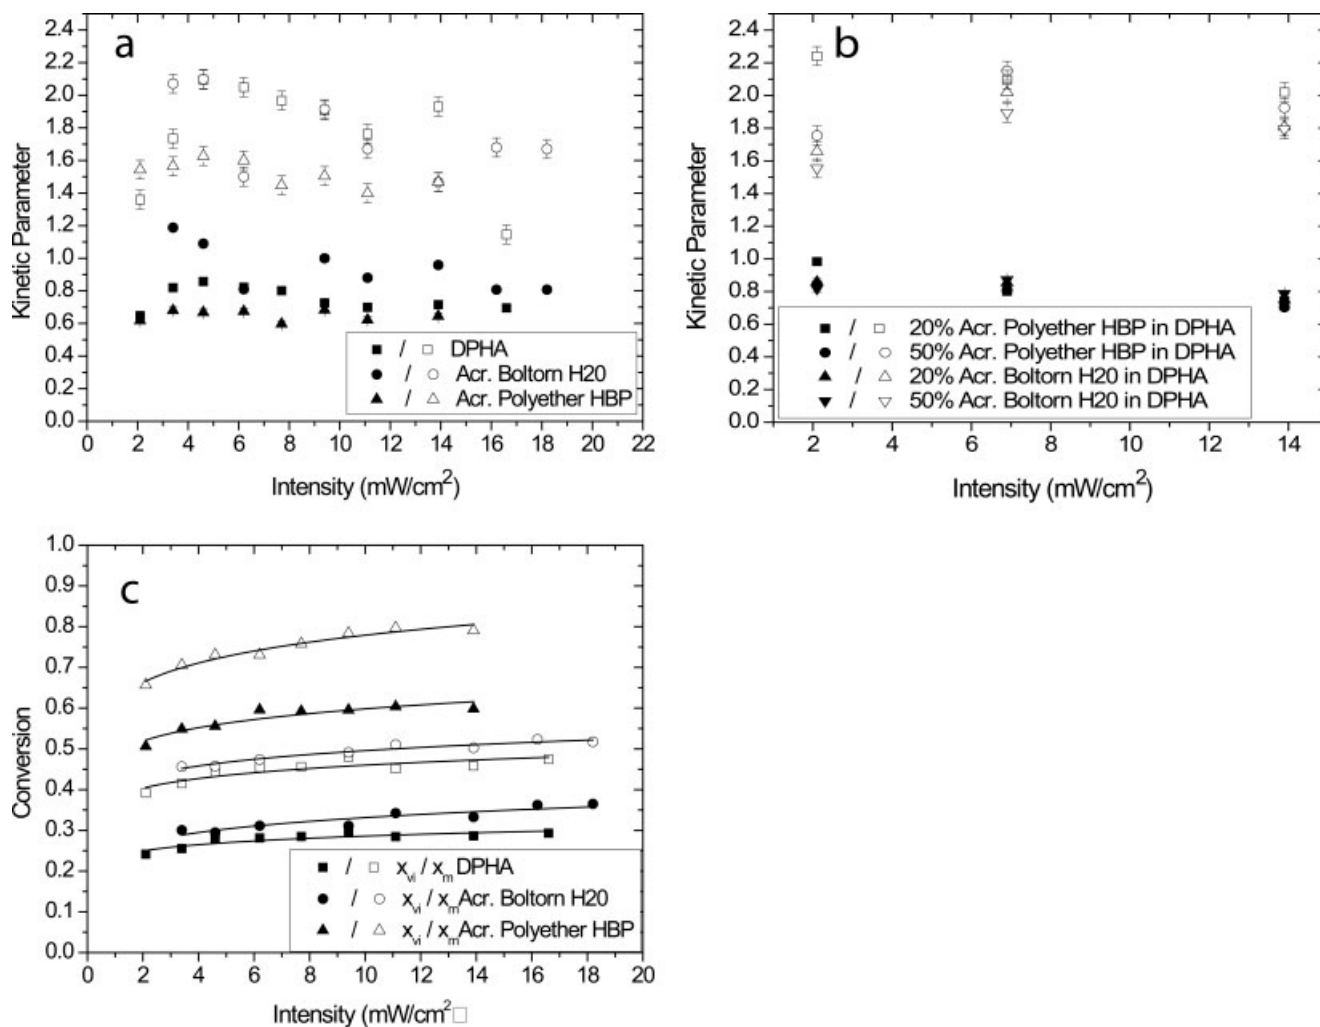 a
2.4
2.2
2.0
1.8
1.6
1.4
1.2
1.0
0.8
0.6
0.4
0.2
0.0
Kinetic Parameter
■ / □ DPHA
● / ○ Acr. Boltorn H20
▲ / △ Acr. Polyether HBP
0 2 4 6 8 10 12 14 16 18 20 22
Intensity (mW/cm²)
b
2.4
2.2
2.0
1.8
1.6
1.4
1.2
1.0
0.8
0.6
0.4
0.2
0.0
Kinetic Parameter
■ / □ 20% Acr. Polyether HBP in DPHA
● / ○ 50% Acr. Polyether HBP in DPHA
▲ / △ 20% Acr. Boltorn H20 in DPHA
▼ / ▽ 50% Acr. Boltorn H20 in DPHA
2 4 6 8 10 12 14
Intensity (mW/cm²)
c
1.0
0.9
0.8
0.7
0.6
0.5
0.4
0.3
0.2
0.1
0.0
Conversion
■ / □ x_vi / x_m DPHA
● / ○ x_vi / x_m Acr. Boltorn H20
▲ / △ x_vi / x_m Acr. Polyether HBP
0 2 4 6 8 10 12 14 16 18 20
Intensity (mW/cm²□